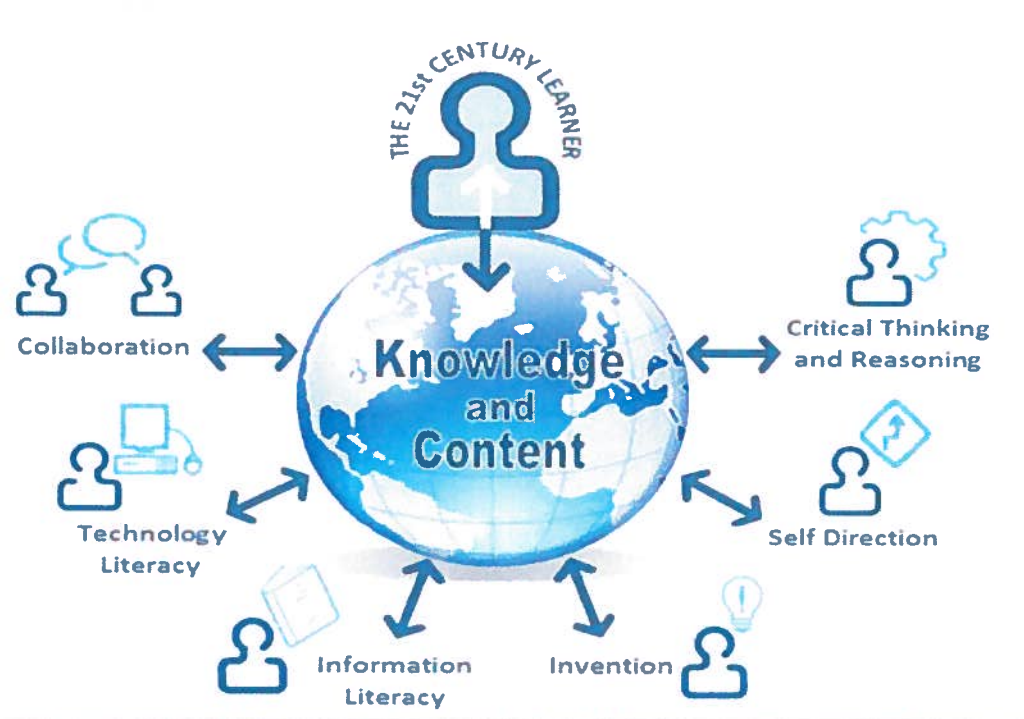 THE 21st CENTURY LEARNER
Knowledge
and
Content
Collaboration
Critical Thinking
and Reasoning
Technology
Literacy
Self Direction
Information
Literacy
Invention